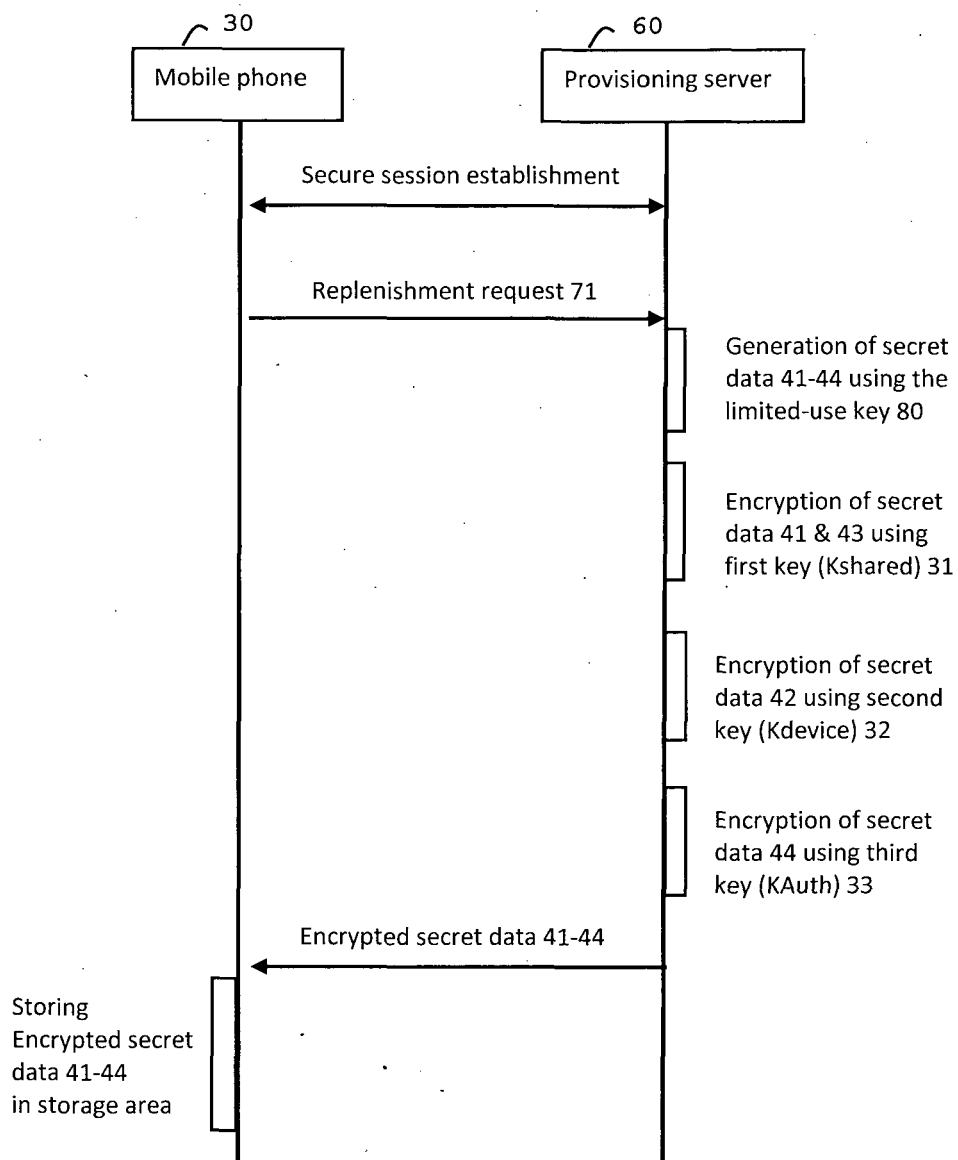 30
60
Mobile phone
Provisioning server
Secure session establishment
Replenishment request 71
Generation of secret
data 41-44 using the
limited-use key 80
Encryption of secret
data 41 & 43 using
first key (Kshared) 31
Encryption of secret
data 42 using second
key (Kdevice) 32
Encryption of secret
data 44 using third
key (KAuth) 33
Encrypted secret data 41-44
Storing
Encrypted secret
data 41-44
in storage area